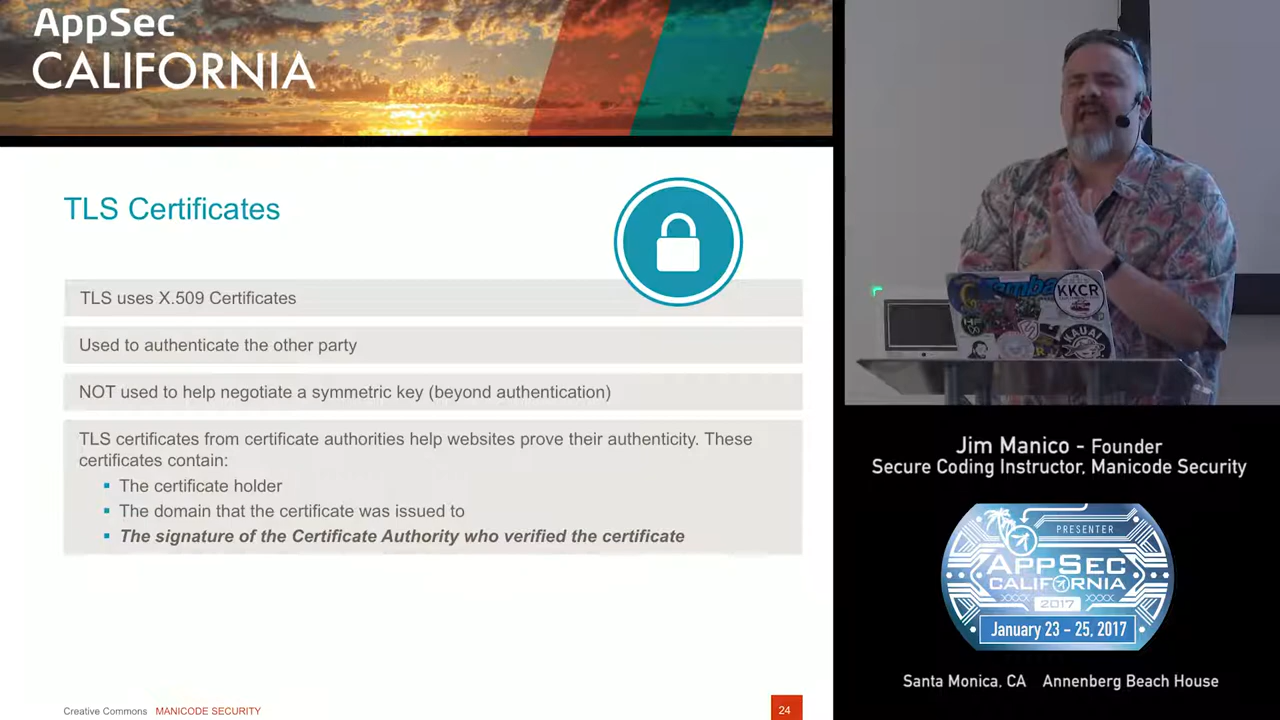 AppSec
CALIFORNIA
TLS Certificates
TLS uses X.509 Certificates
Used to authenticate the other party
NOT used to help negotiate a symmetric key (beyond authentication)
TLS certificates from certificate authorities help websites prove their authenticity. These
certificates contain:
The certificate holder
The domain that the certificate was issued to
The signature of the Certificate Authority who verified the certificate
Creative Commons MANICODE SECURITY
24
KKCR
KAUAI
Jim Manico - Founder
Secure Coding Instructor, Manicode Security
PRESENTER
APPSEC
CALIFORNIA
2017
January 23 - 25, 2017
Santa Monica, CA Annenberg Beach House